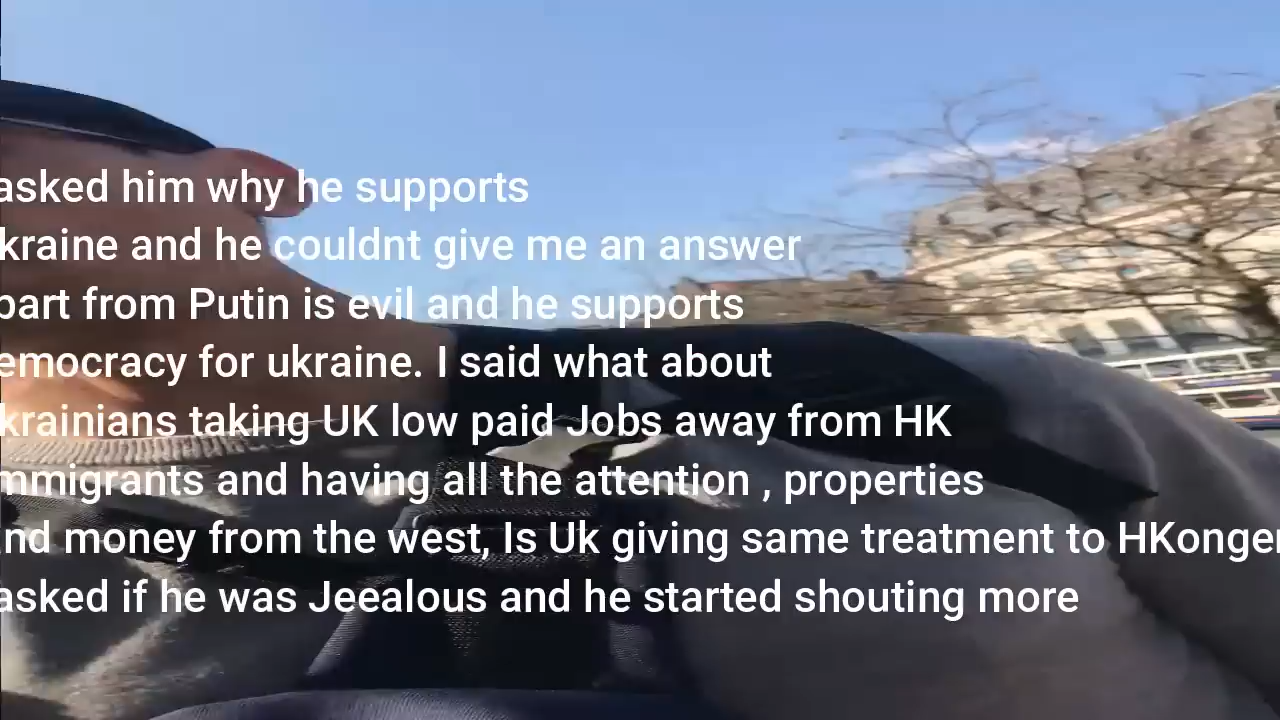 asked him why he supports
kraine and he couldnt give me an answer
part from Putin is evil and he supports
emocracy for ukraine. I said what about
krainians taking UK low paid Jobs away from HK
mmigrants and having all the attention , properties
nd money from the west, Is Uk giving same treatment to HKonger
asked if he was Jeealous and he started shouting more